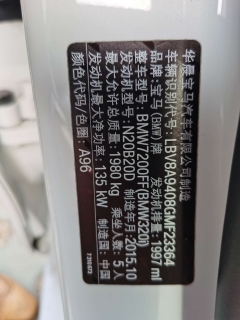 华晨宝马汽车有限公司制造
车辆识别代号:LBV8A9408GMF23364
品牌:宝马(BMW)牌 发动机排量:1997 ml
整车型号:BMW7200FF(BMW320i)
最大允许总质量:1980 kg 制造年月:2015.10
发动机型号:N20B20D 乘坐人数:5 人
发动机最大净功率:135 kW 制造国:中国
颜色代码/色圈:A96